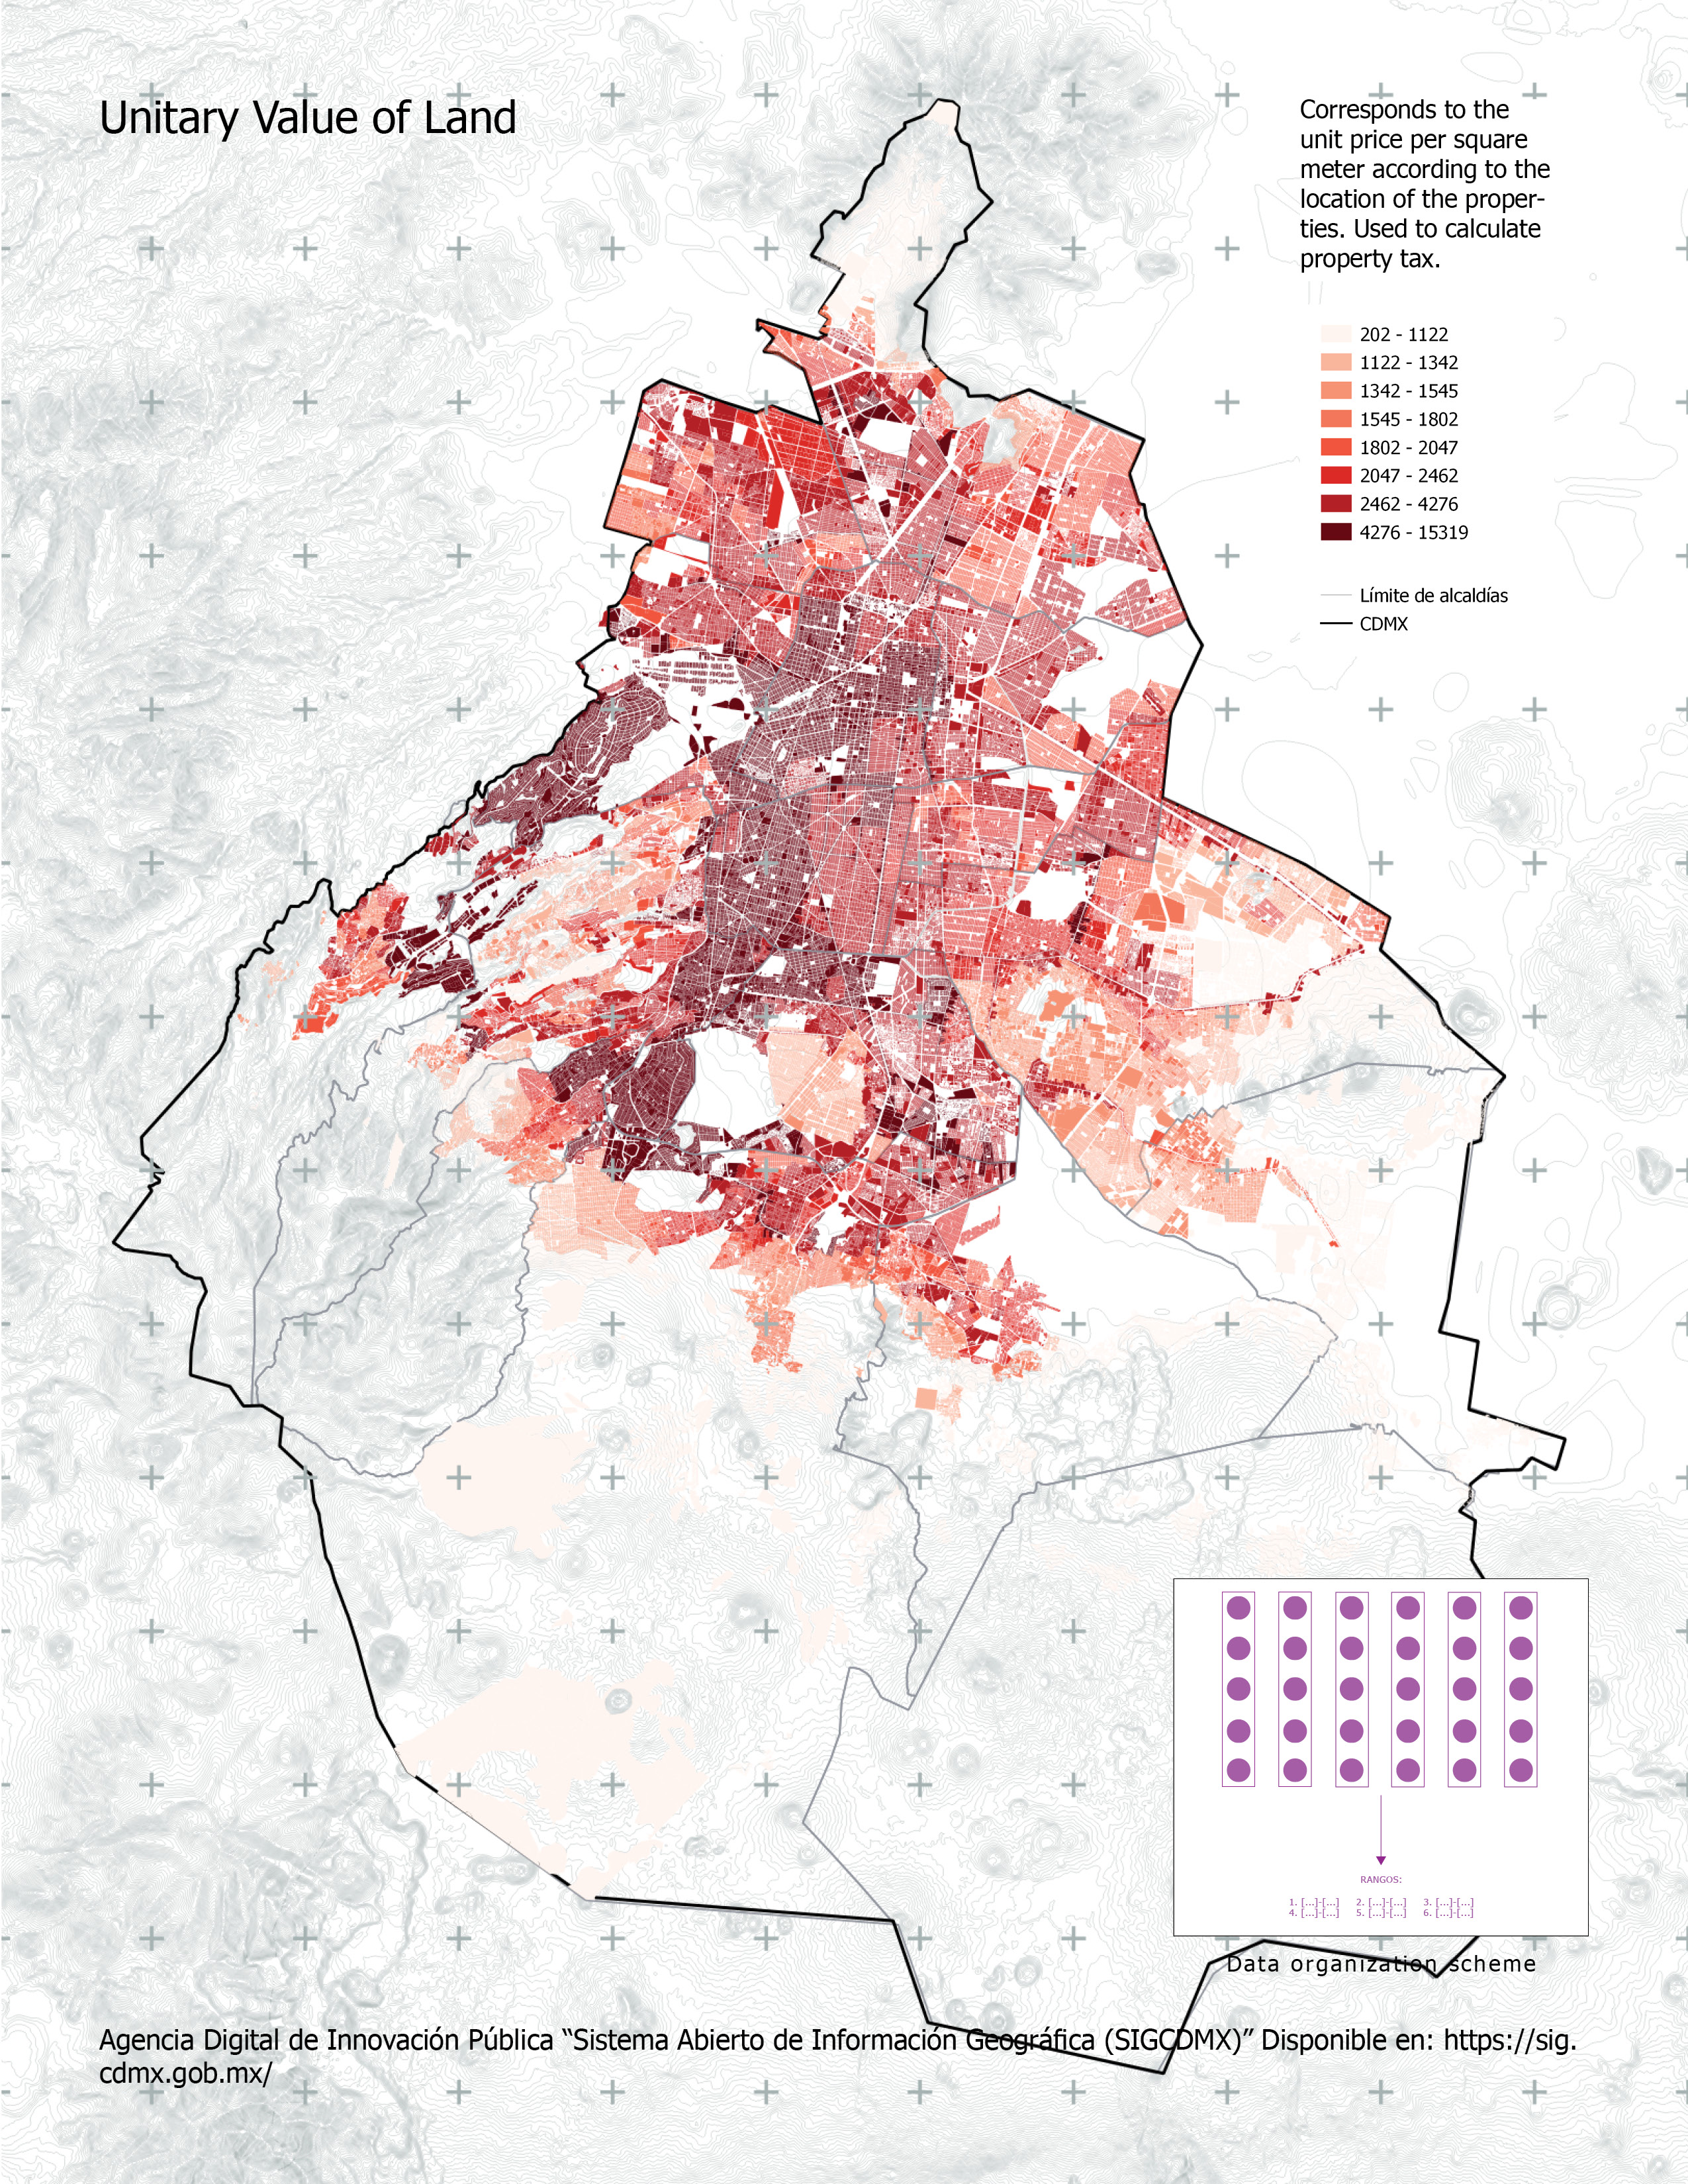 Unitary Value of Land
Corresponds to the
unit price per square
meter according to the
location of the proper-
ties. Used to calculate
property tax.
202 - 1122
1122 - 1342
1342 - 1545
1545 - 1802
1802 - 2047
2047 - 2462
2462 - 4276
4276 - 15319
Límite de alcaldías
CDMX
RANGOS:
1. [...]-[...] 2. [...]-[...] 3. [...]-[...]
4. [...]-[...] 5. [...]-[...] 6. [...]-[...]
Data organization scheme
Agencia Digital de Innovación Pública “Sistema Abierto de Información Geográfica (SIGCDMX)” Disponible en: https://sig.
cdmx.gob.mx/